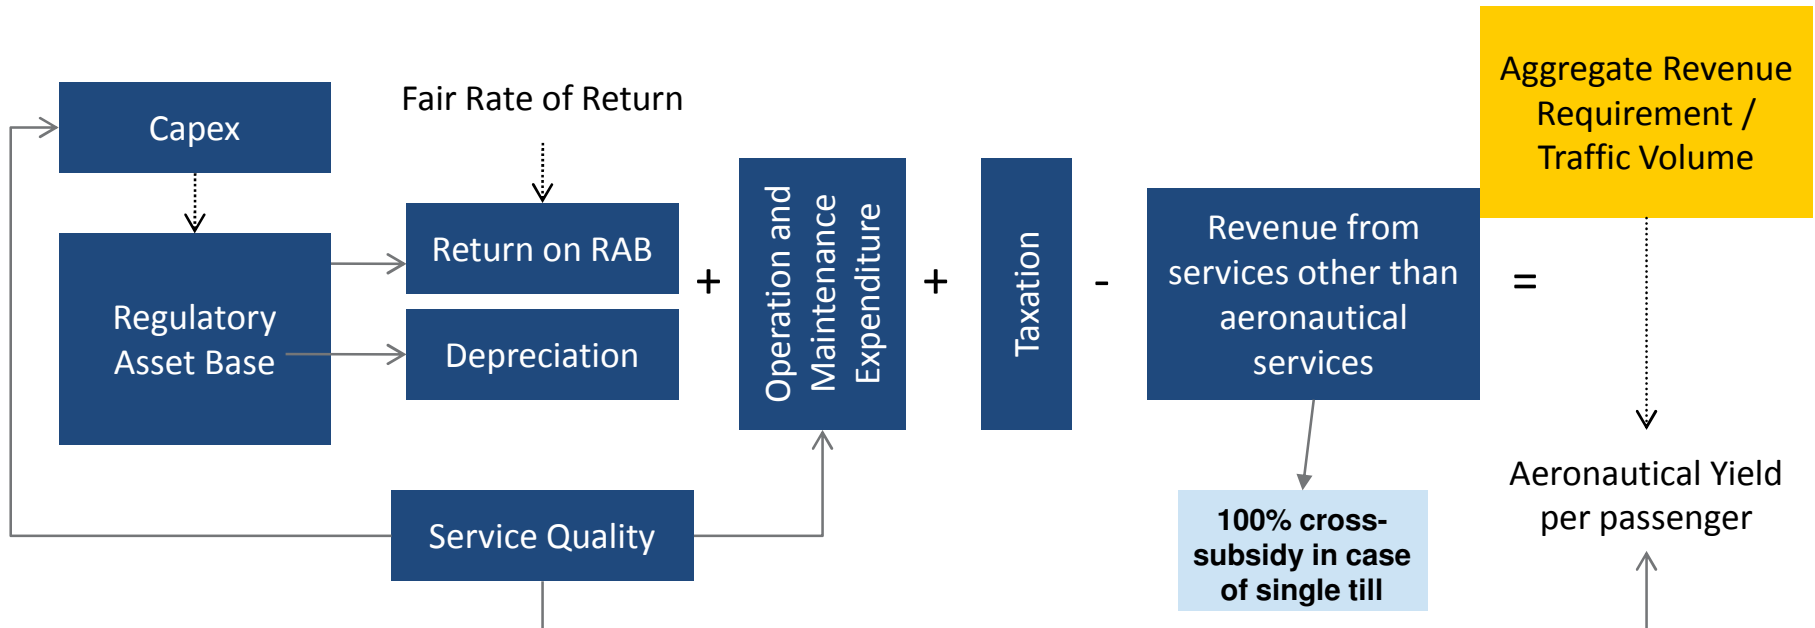 Capex
Fair Rate of Return
Aggregate Revenue
Requirement /
Traffic Volume
Regulatory
Asset Base
Return on RAB
Depreciation
+
Operation and
Maintenance
Expenditure
+
Taxation
-
Revenue from
services other than
aeronautical
services
=
Service Quality
100% cross-
subsidy in case
of single till
Aeronautical Yield
per passenger